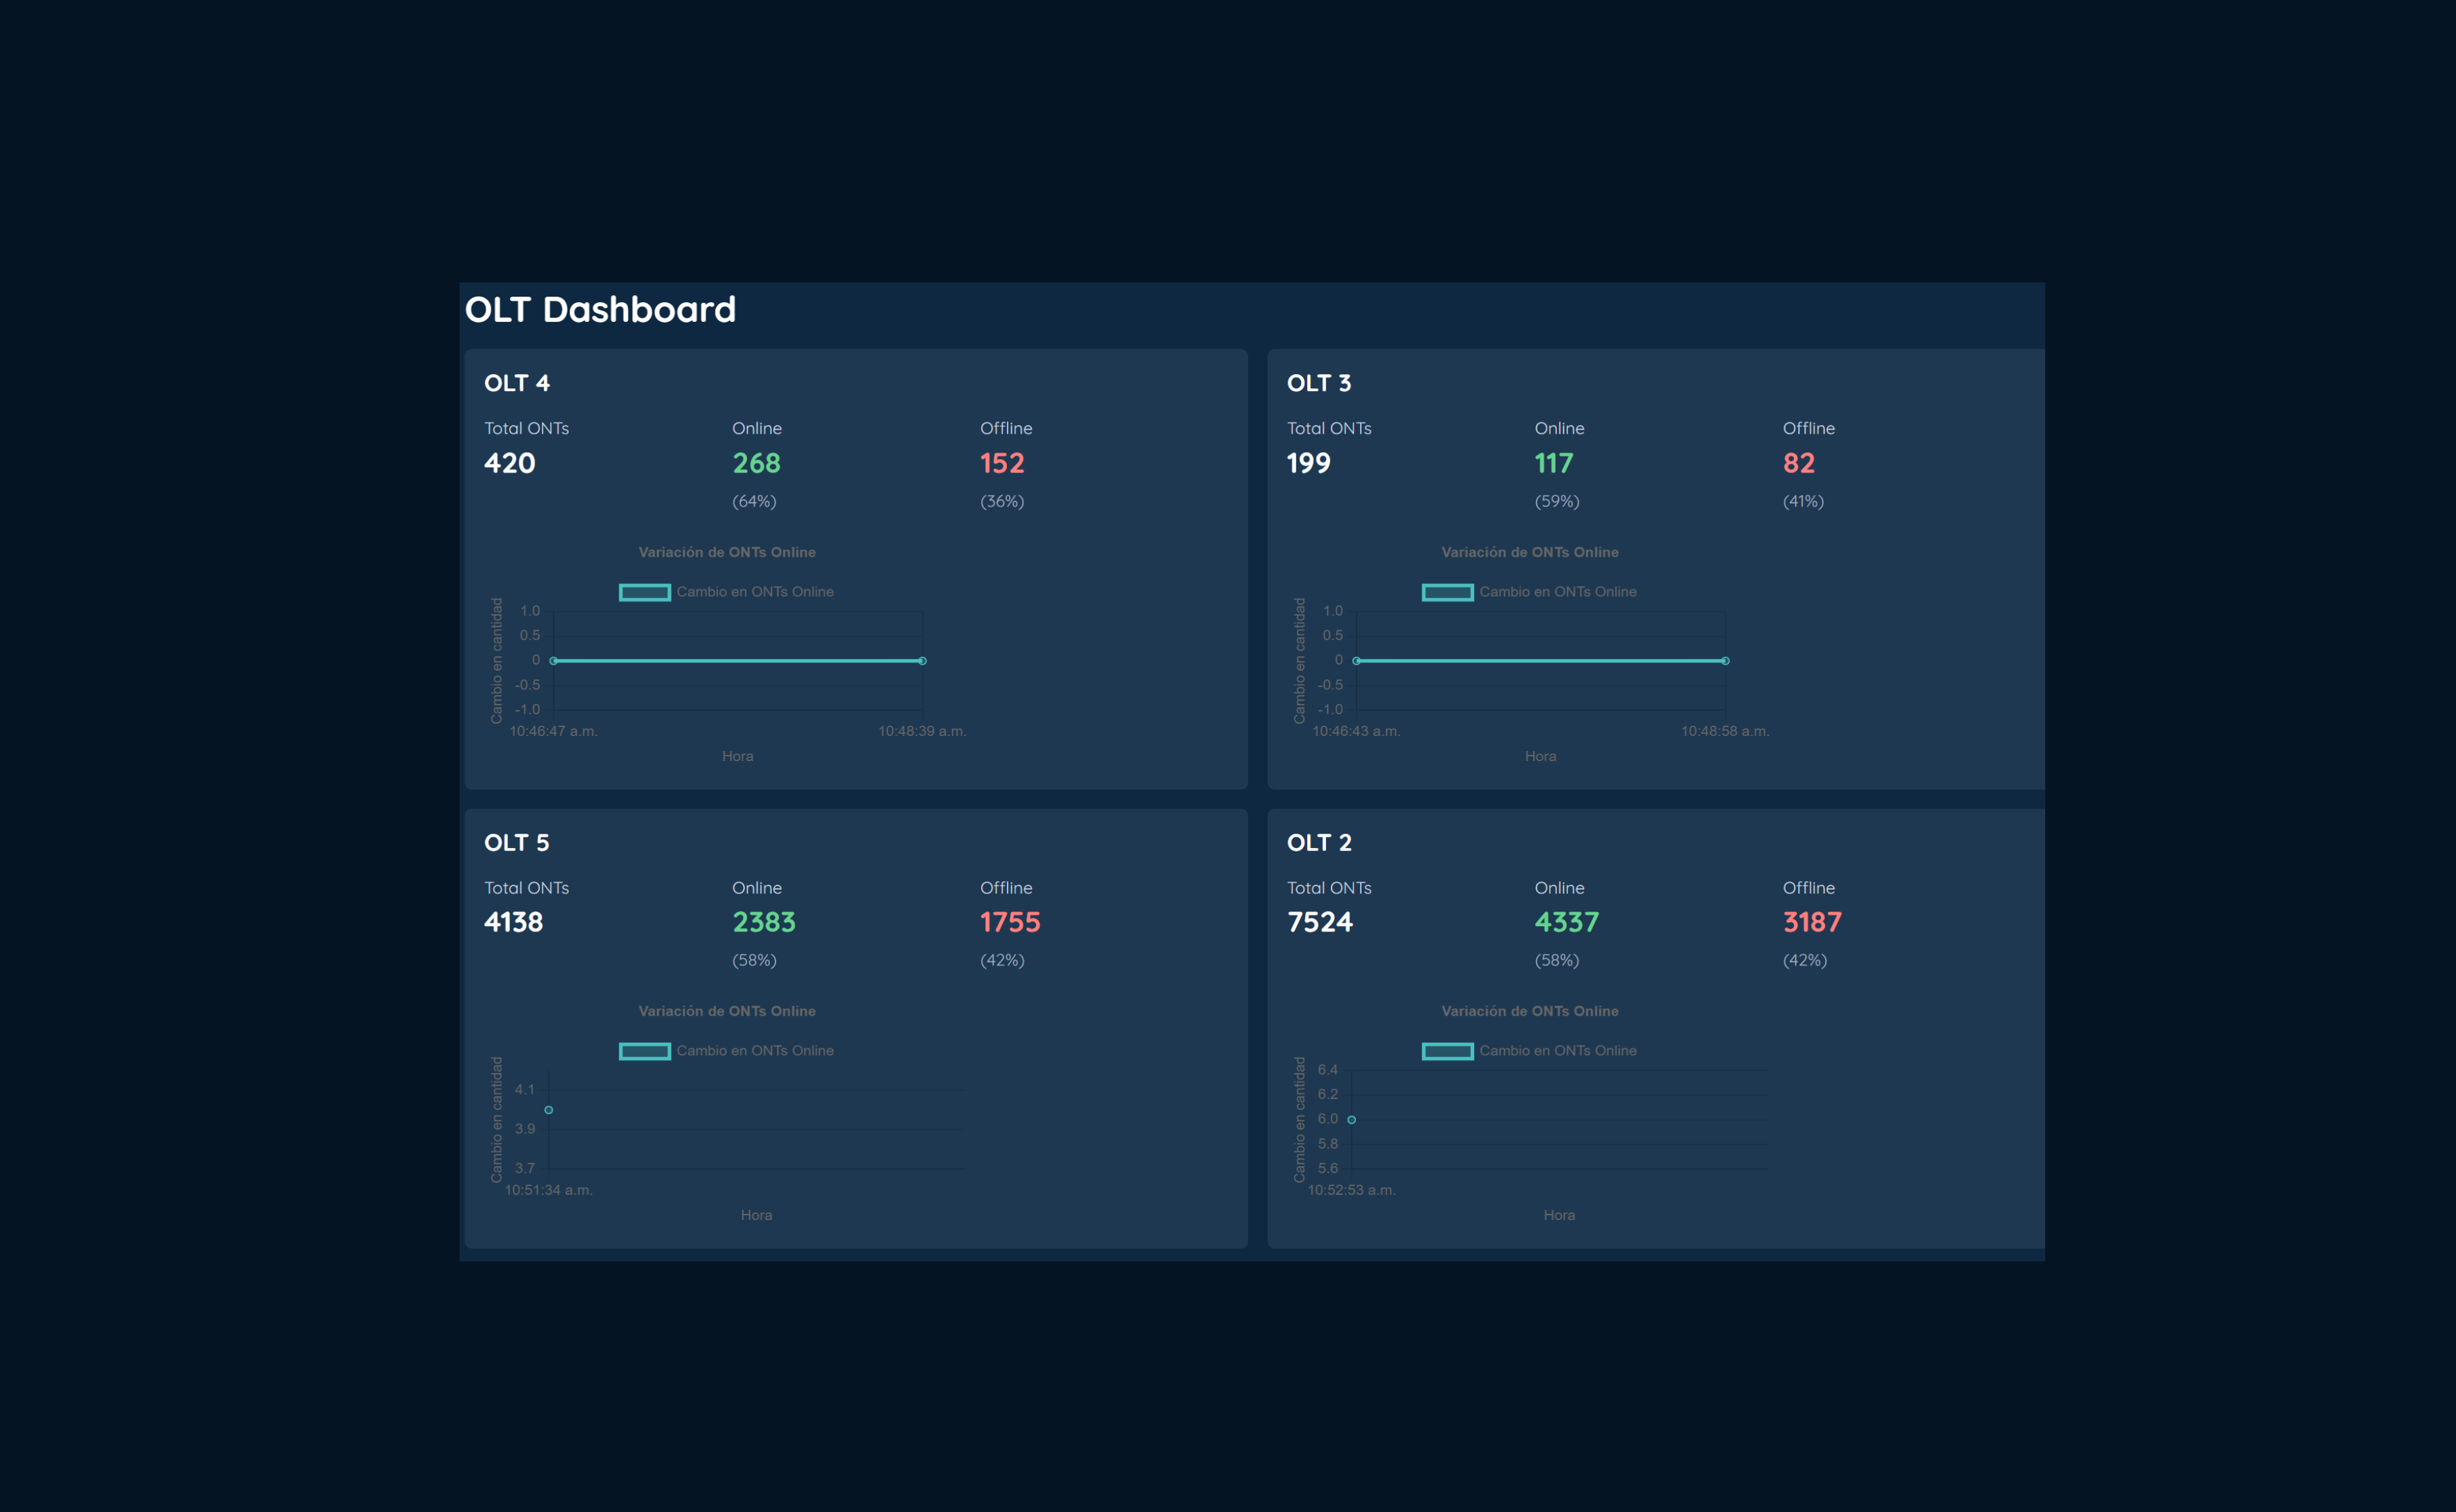 OLT Dashboard
OLT 4
Total ONTs
420
Online
268
(64%)
Offline
152
(36%)
Variación de ONTs Online
Cambio en ONTs Online
Cambio en cantidad
1.0
0.5
0
-0.5
-1.0
10:46:47 a.m.
10:48:39 a.m.
Hora
OLT 3
Total ONTs
199
Online
117
(59%)
Offline
82
(41%)
Variación de ONTs Online
Cambio en ONTs Online
Cambio en cantidad
1.0
0.5
0
-0.5
-1.0
10:46:43 a.m.
10:48:58 a.m.
Hora
OLT 5
Total ONTs
4138
Online
2383
(58%)
Offline
1755
(42%)
Variación de ONTs Online
Cambio en ONTs Online
Cambio en cantidad
4.1
3.9
3.7
10:51:34 a.m.
Hora
OLT 2
Total ONTs
7524
Online
4337
(58%)
Offline
3187
(42%)
Variación de ONTs Online
Cambio en ONTs Online
Cambio en cantidad
6.4
6.2
6.0
5.8
5.6
10:52:53 a.m.
Hora